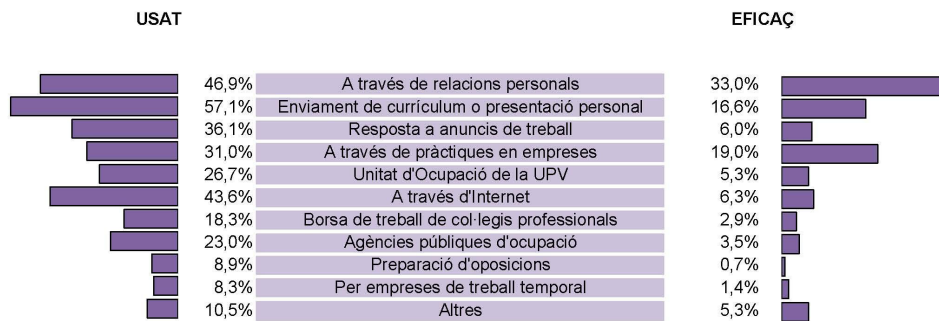 USAT EFICAÇ
46,9% A través de relacions personals 33,0%
57,1% Enviament de currículum o presentació personal 16,6%
36,1% Resposta a anuncis de treball 6,0%
31,0% A través de pràctiques en empreses 19,0%
26,7% Unitat d'Ocupació de la UPV 5,3%
43,6% A través d'Internet 6,3%
18,3% Borsa de treball de col·legis professionals 2,9%
23,0% Agències públiques d'ocupació 3,5%
8,9% Preparació d'oposicions 0,7%
8,3% Per empreses de treball temporal 1,4%
10,5% Altres 5,3%